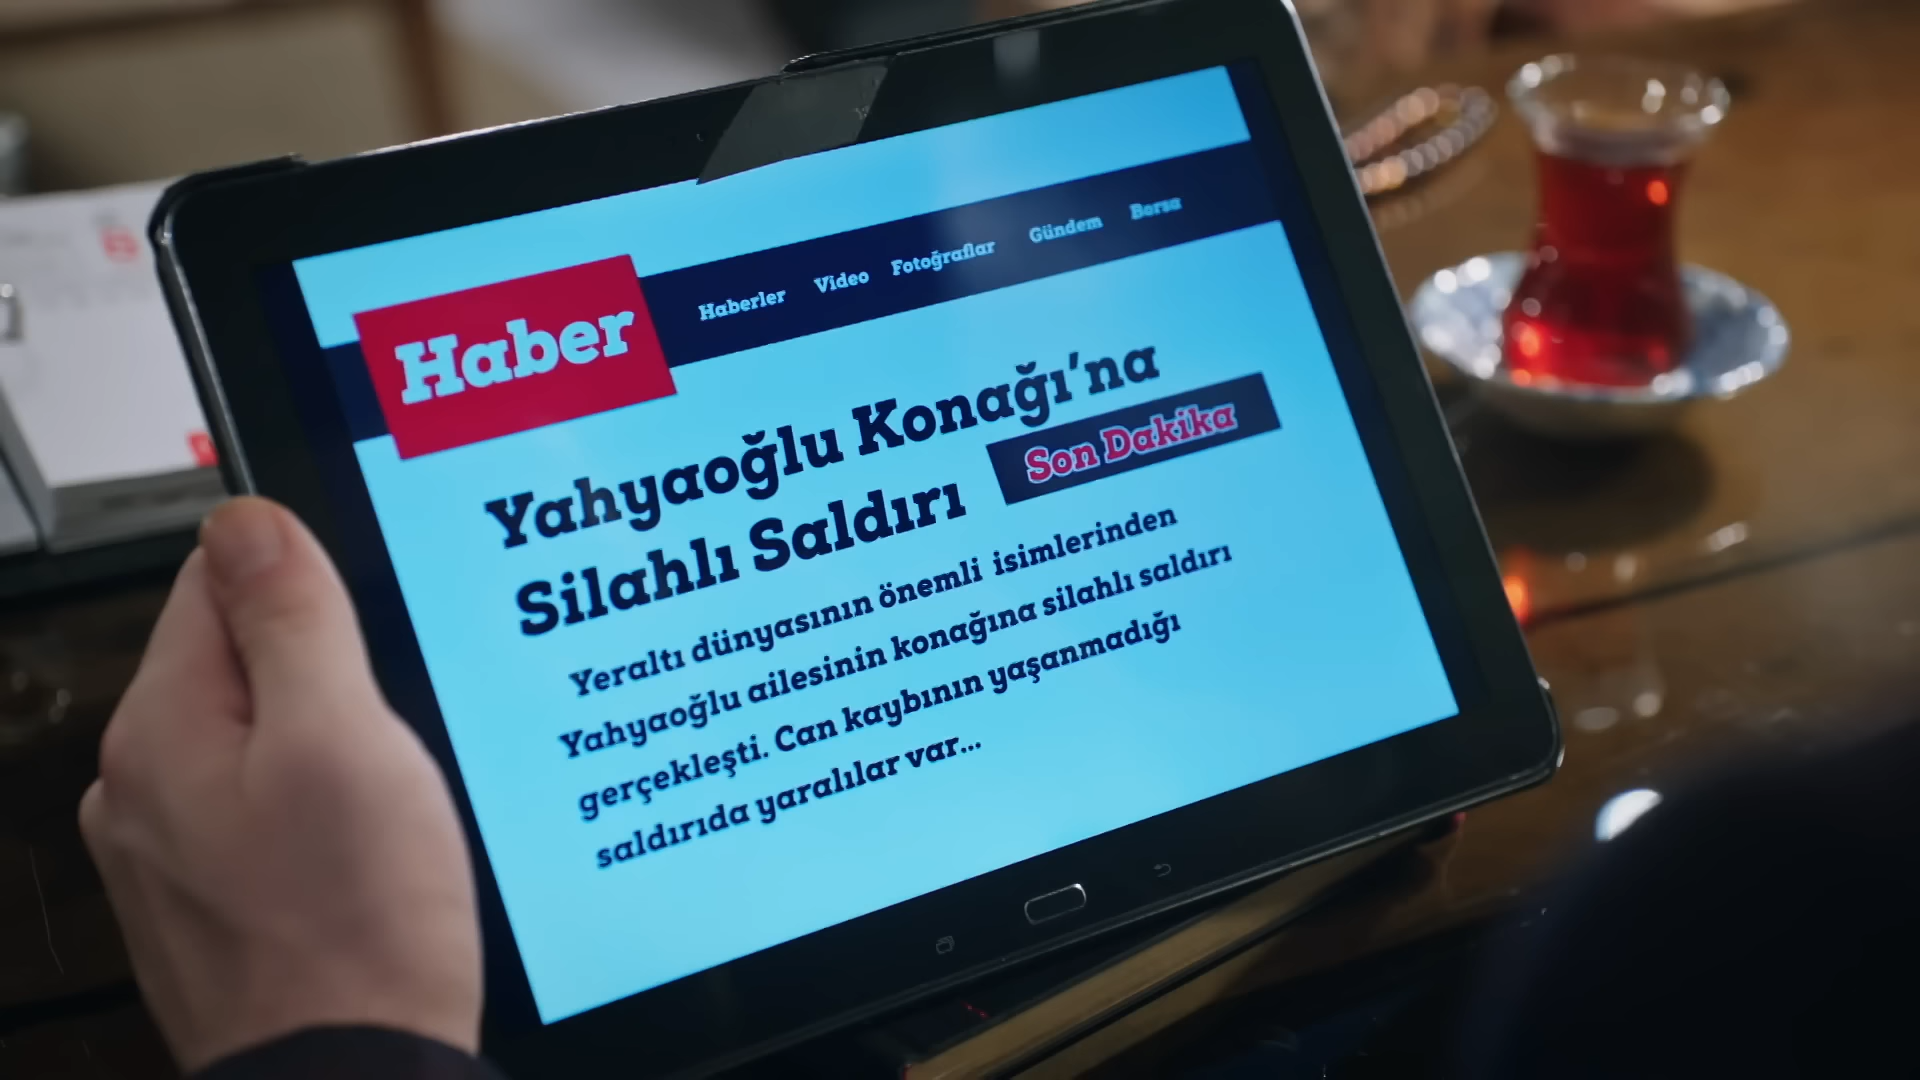 Haber
Haberler Video Fotoğraflar Gündem Borsa
Yahyaoğlu Konağı'na
Silahlı Saldırı
Son Dakika
Yeraltı dünyasının önemli isimlerinden
Yahyaoğlu ailesinin konağına silahlı saldırı
gerçekleşti. Can kaybının yaşanmadığı
saldırıda yaralılar var...